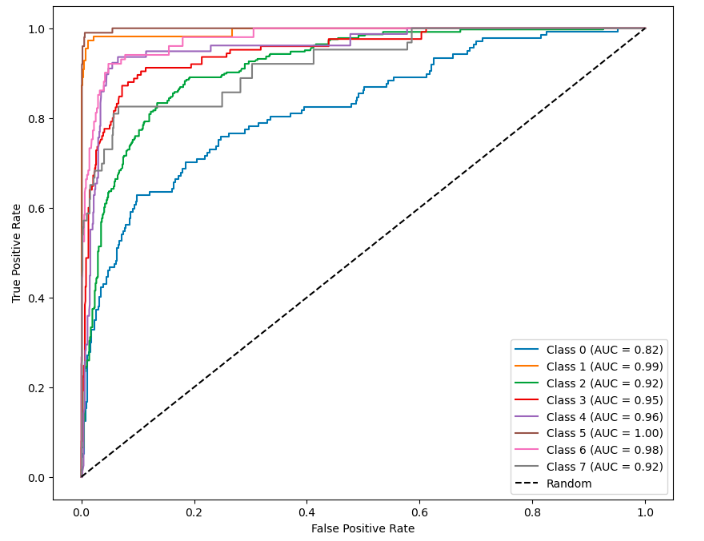 1.0
0.8
0.6
0.4
0.2
0.0
True Positive Rate
Class 0 (AUC = 0.82)
Class 1 (AUC = 0.99)
Class 2 (AUC = 0.92)
Class 3 (AUC = 0.95)
Class 4 (AUC = 0.96)
Class 5 (AUC = 1.00)
Class 6 (AUC = 0.98)
Class 7 (AUC = 0.92)
Random
0.0 0.2 0.4 0.6 0.8 1.0
False Positive Rate